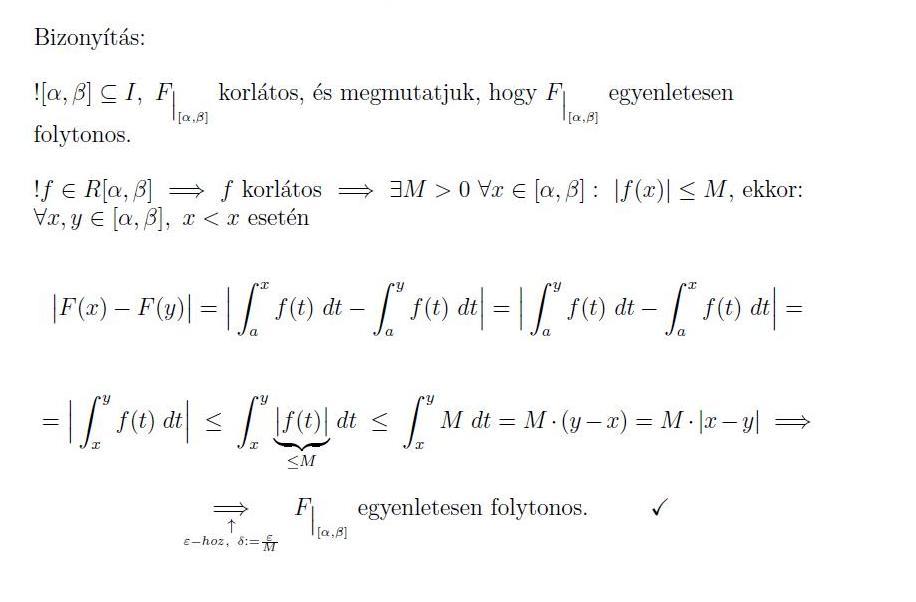 Bizonyítás:
![α, β] ⊆ I, F|[α,β] korlátos, és megmutatjuk, hogy F|[α,β] egyenletesen
folytonos.
!f ∈ R[α, β] ⟹ f korlátos ⟹ ∃M > 0 ∀x ∈ [α, β] : |f(x)| ≤ M, ekkor:
∀x, y ∈ [α, β], x < x esetén
|F(x) − F(y)| = |∫_a^x f(t) dt − ∫_a^y f(t) dt| = |∫_a^y f(t) dt − ∫_a^x f(t) dt| =
= |∫_x^y f(t) dt| ≤ ∫_x^y |f(t)| dt ≤ ∫_x^y M dt = M · (y − x) = M · |x − y| ⟹
≤M
⟹ F|[α,β] egyenletesen folytonos. ✓
↑
ε−hoz, δ:=ε/M